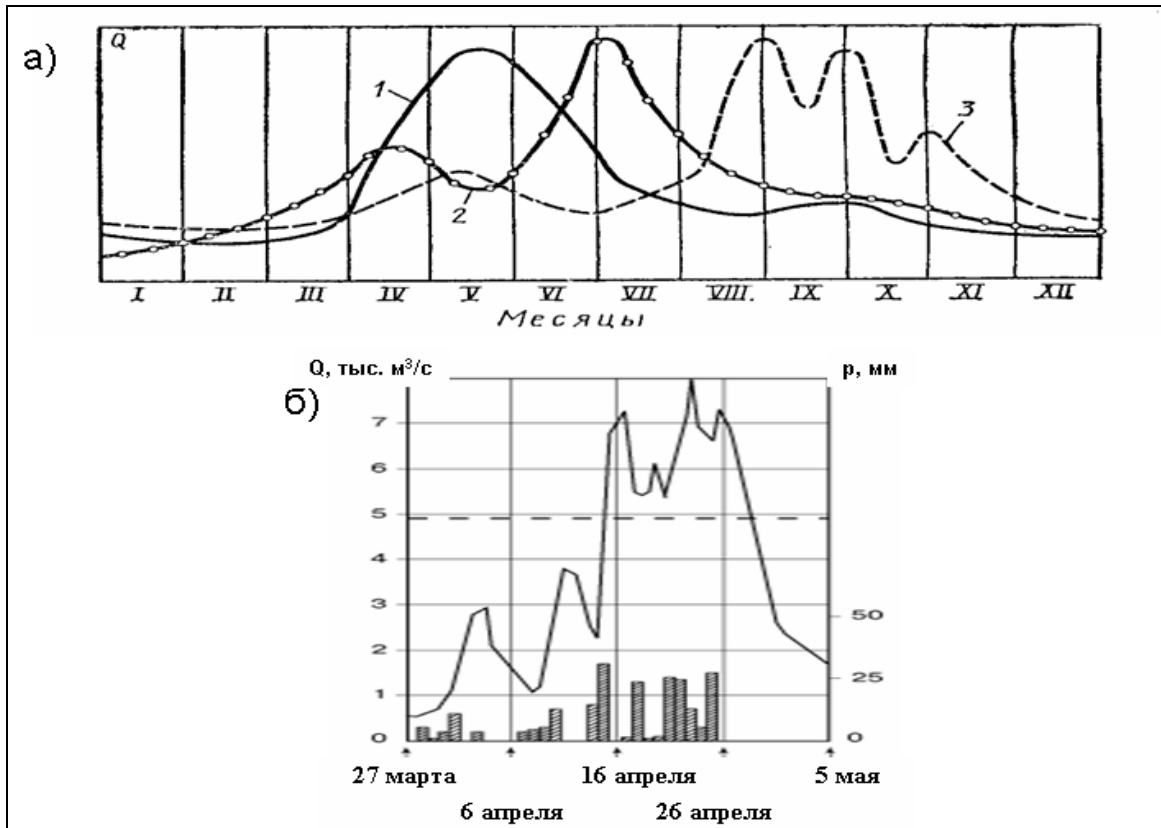 а)
Q
1
2
3
I. II. III. IV V. VI VII VIII. IX X. XI XII.
Месяцы
б)
Q, тыс. м³/с р, мм
7
6
5
4
3 50
2
25
1
0 0
27 марта 16 апреля 5 мая
6 апреля 26 апреля